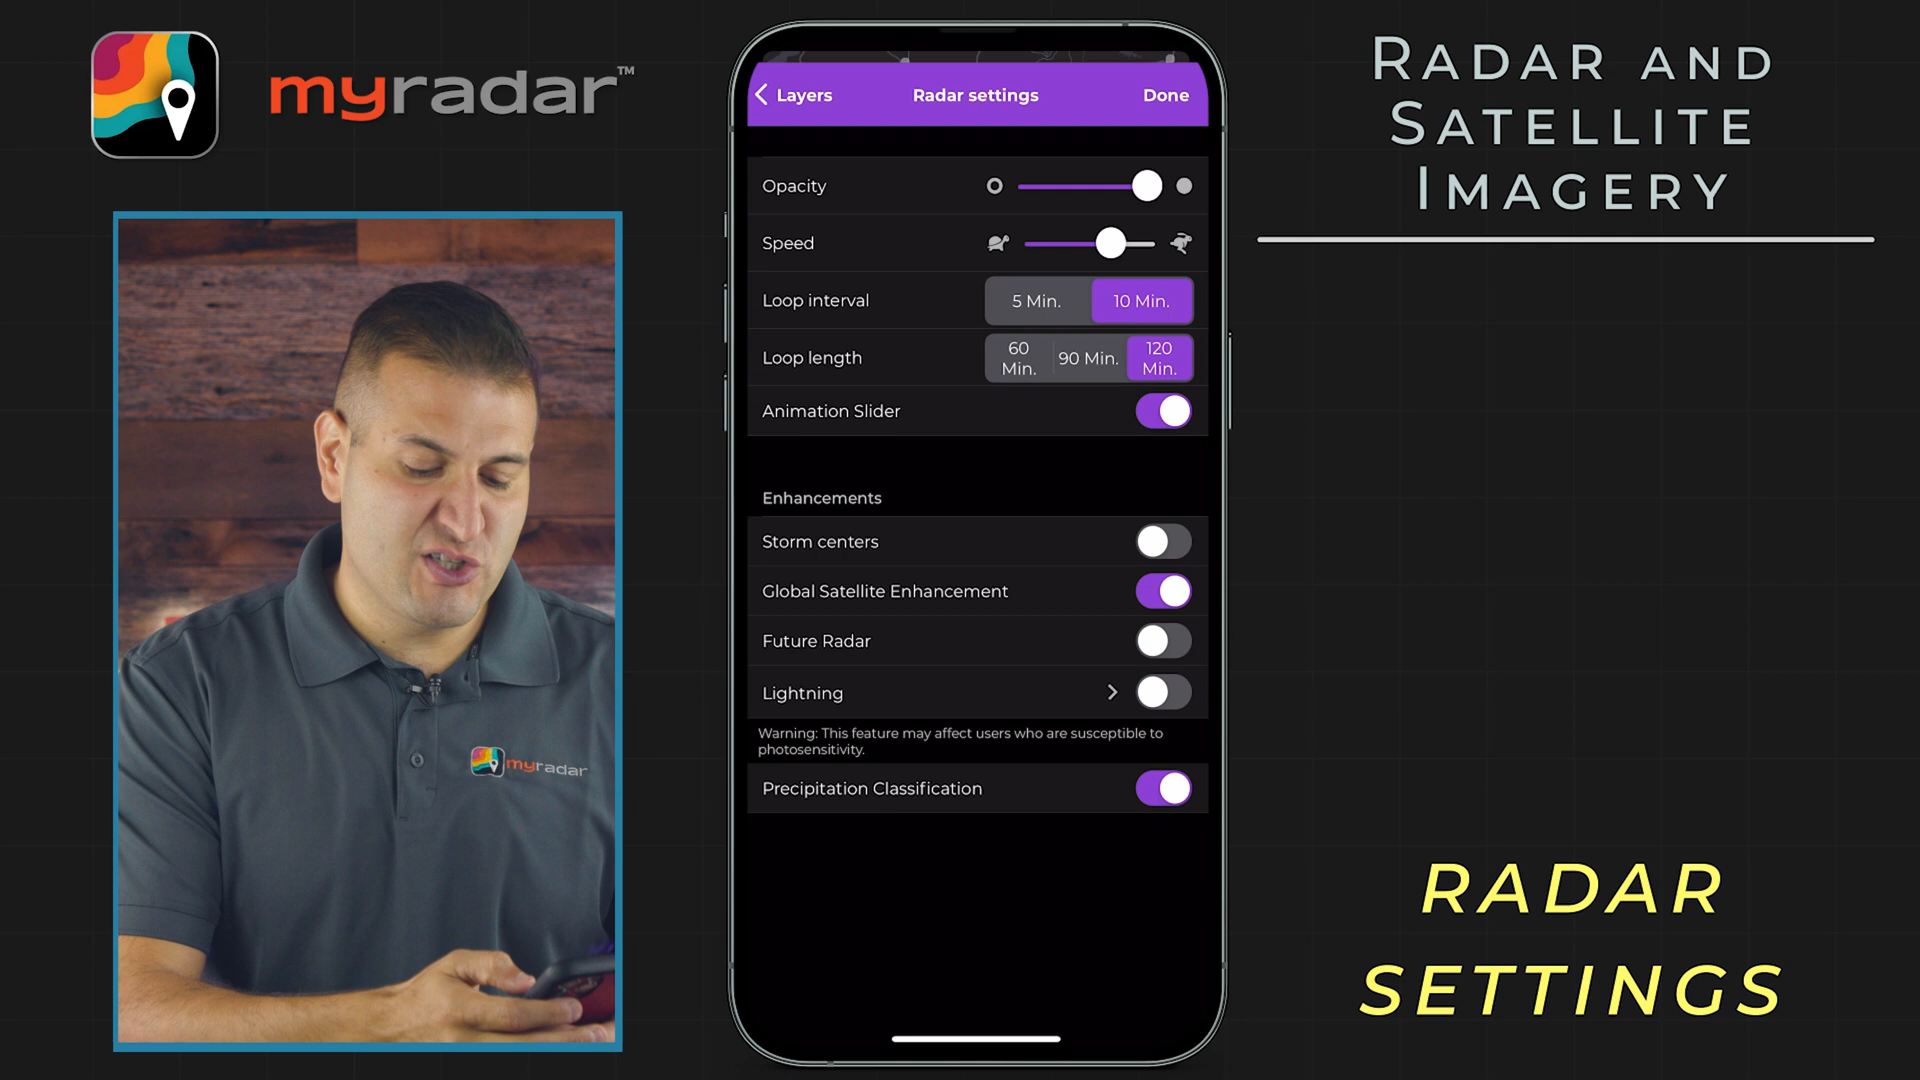 myradar™
Radar and
Satellite
Imagery
Layers
Radar settings
Done
Opacity
Speed
Loop interval
5 Min.
10 Min.
Loop length
60
Min.
90 Min.
120
Min.
Animation Slider
Enhancements
Storm centers
Global Satellite Enhancement
Future Radar
Lightning
Warning: This feature may affect users who are susceptible to
photosensitivity.
Precipitation Classification
myradar
RADAR
SETTINGS